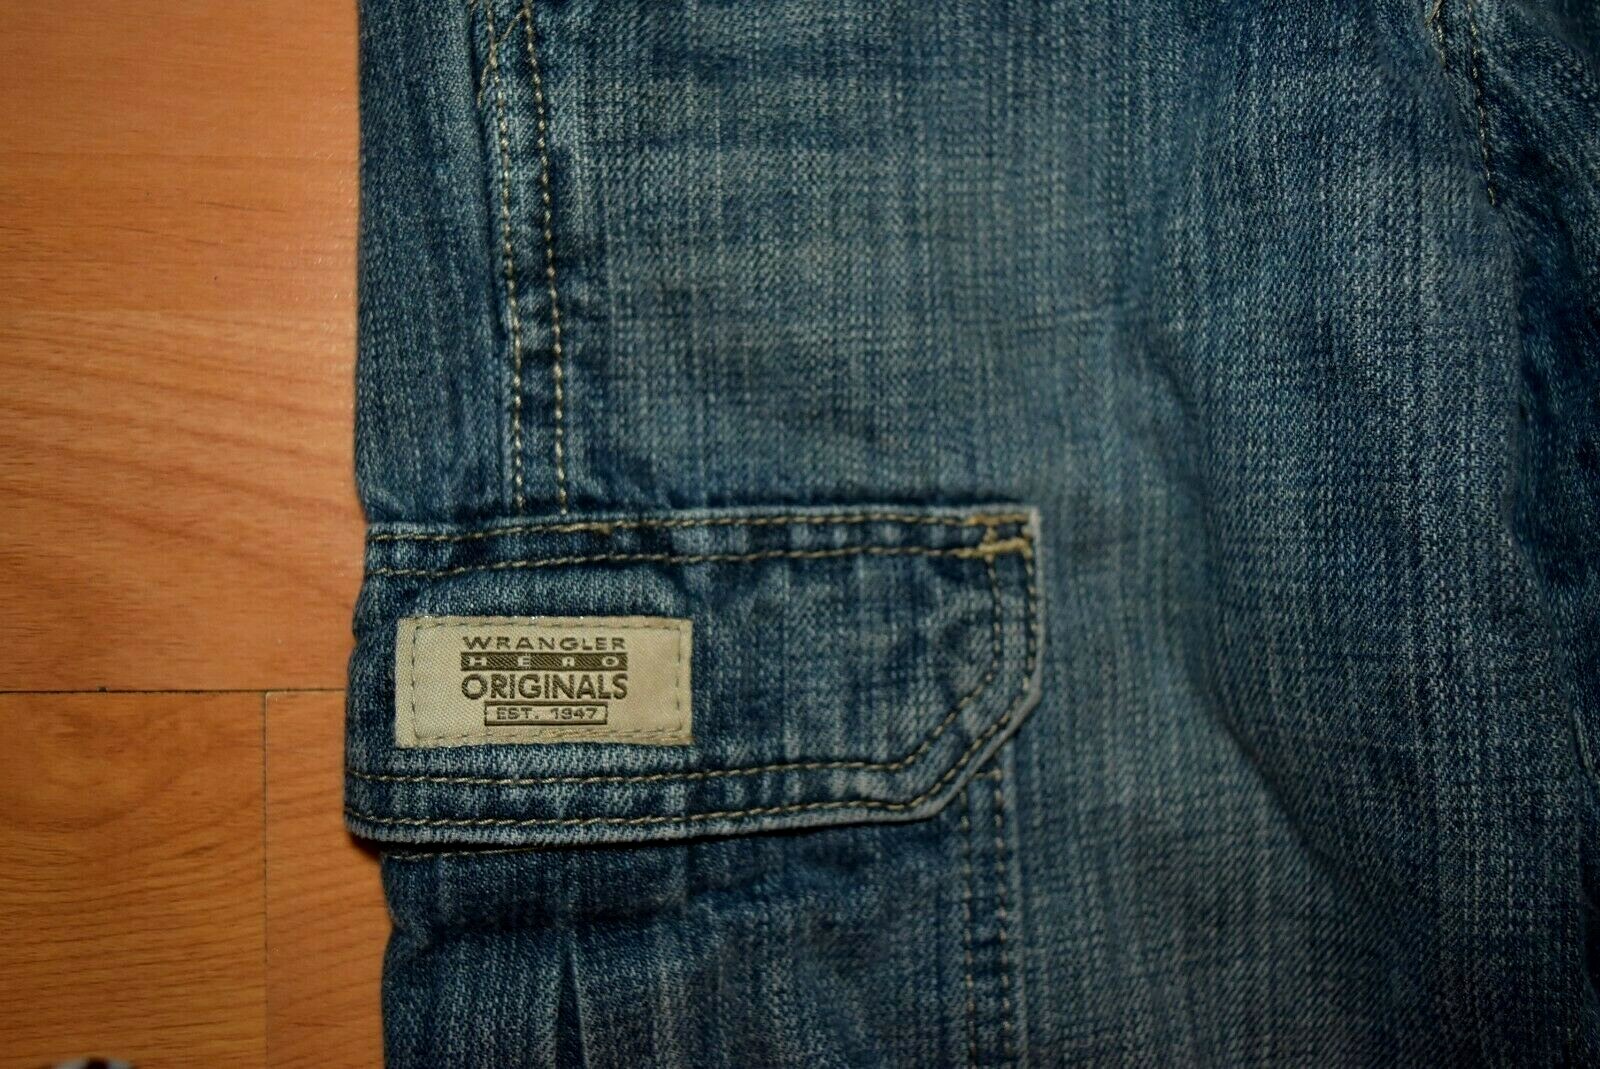 WRANGLER
HERO
ORIGINALS
EST. 1947